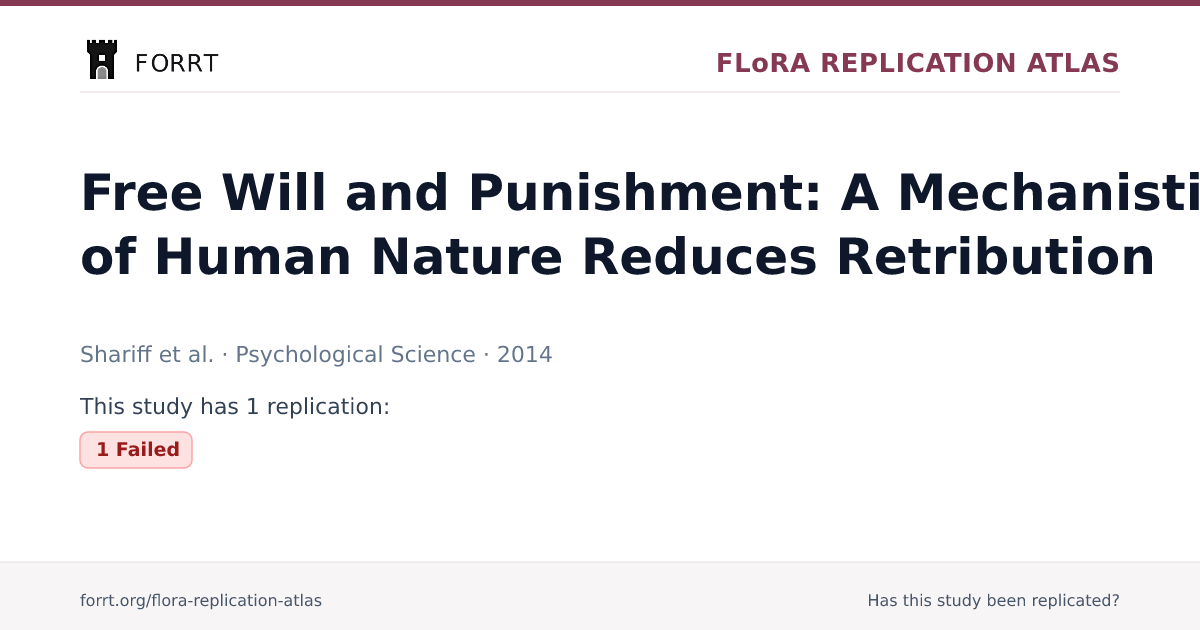 FORRT
FLoRA REPLICATION ATLAS
Free Will and Punishment: A Mechanisti
of Human Nature Reduces Retribution
Shariff et al. · Psychological Science · 2014
This study has 1 replication:
1 Failed
forrt.org/flora-replication-atlas
Has this study been replicated?